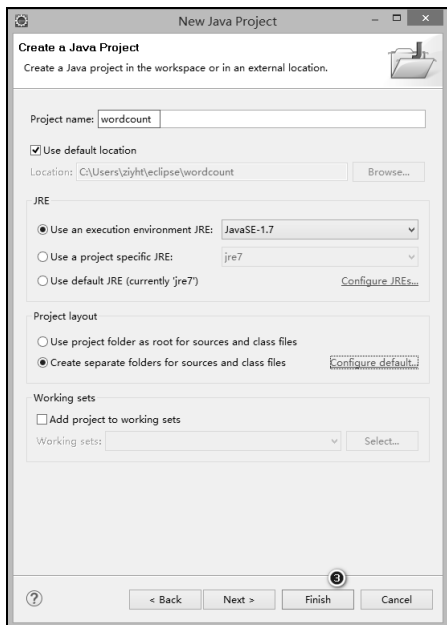 New Java Project
Create a Java Project
Create a Java project in the workspace or in an external location.
Project name: wordcount
Use default location
Location: C:\Users\ziyht\eclipse\wordcount Browse...
JRE
Use an execution environment JRE: JavaSE-1.7
Use a project specific JRE: jre7
Use default JRE (currently 'jre7') Configure JREs...
Project layout
Use project folder as root for sources and class files
Create separate folders for sources and class files Configure default...
Working sets
Add project to working sets
Working sets: Select...
3
? < Back Next > Finish Cancel